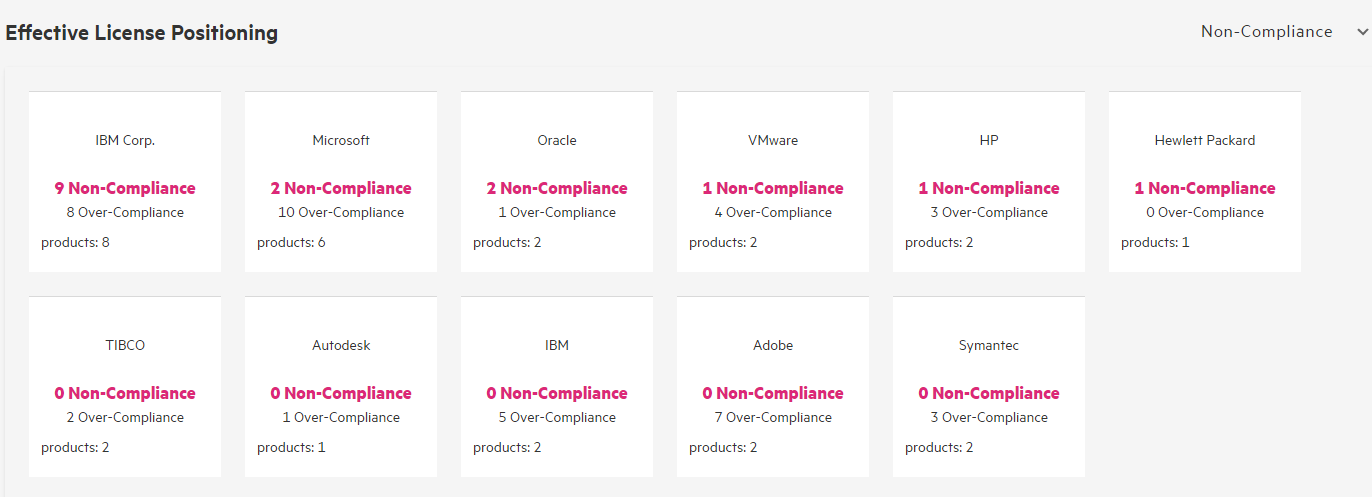 Effective License Positioning
Non-Compliance
IBM Corp.
9 Non-Compliance
8 Over-Compliance
products: 8
Microsoft
2 Non-Compliance
10 Over-Compliance
products: 6
Oracle
2 Non-Compliance
1 Over-Compliance
products: 2
VMware
1 Non-Compliance
4 Over-Compliance
products: 2
HP
1 Non-Compliance
3 Over-Compliance
products: 2
Hewlett Packard
1 Non-Compliance
0 Over-Compliance
products: 1
TIBCO
0 Non-Compliance
2 Over-Compliance
products: 2
Autodesk
0 Non-Compliance
1 Over-Compliance
products: 1
IBM
0 Non-Compliance
5 Over-Compliance
products: 2
Adobe
0 Non-Compliance
7 Over-Compliance
products: 2
Symantec
0 Non-Compliance
3 Over-Compliance
products: 2